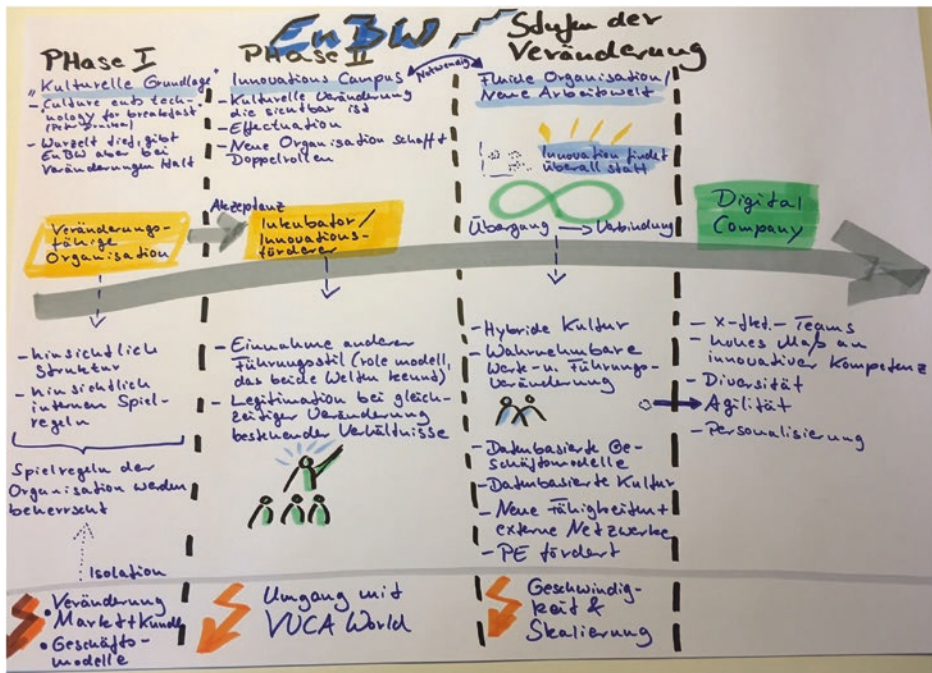 EnBW
Stufen der
Veränderung
PHase I
"Kulturelle Grundlage"
- Culture eats tech-
nology for breakfast
(Peter Drucker)
- Wurzelt tief, gibt
EnBW aber bei
Veränderungen Halt
Veränderungs-
fähige
Organisation
- hinsichtlich
Struktur
- hinsichtlich
internen Spiel-
regeln
Spielregeln der
Organisation werden
beherrscht
Isolation
• Veränderung
Markt + Kunde
• Geschäfts-
modelle
PHase II
Innovations Campus
- Kulturelle Veränderung
die sichtbar ist
- Effectuation
- Neue Organisation schafft
Doppelrollen
Akzeptanz
Inkubator/
Innovations-
förderer
- Einnahme anderer
Führungsstil (role modell,
das beide Welten kennt)
- Legitimation bei gleich-
zeitiger Veränderung
bestehender Verhältnisse
Umgang mit
VUCA World
Notwendig
Fluide Organisation/
Neue Arbeitswelt
Innovation findet
überall statt
Übergang → Verbindung
- Hybride Kultur
- Wahrnehmbare
Werte- u. Führungs-
veränderung
- Datenbasierte Ge-
schäftsmodelle
- Datenbasierte Kultur
- Neue Fähigkeiten +
externe Netzwerke
- PE fördert
Geschwindig-
keit &
Skalierung
Digital
Company
- X-fkt.-Teams
- hohes Maß an
innovativer Kompetenz
- Diversität
- Agilität
- Personalisierung